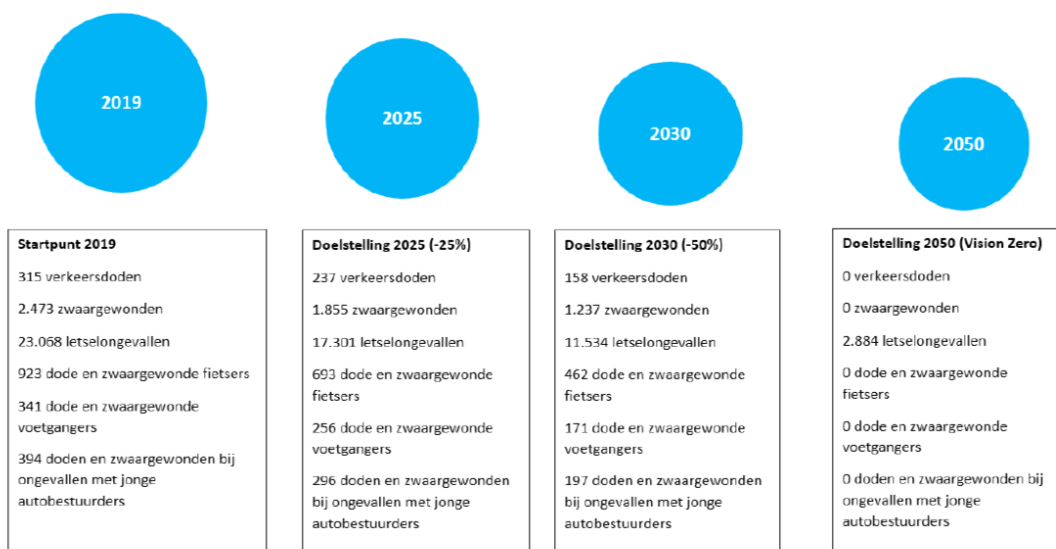 2019
2025
2030
2050
Startpunt 2019
315 verkeersdoden
2.473 zwaargewonden
23.068 letselongevallen
923 dode en zwaargewonde fietsers
341 dode en zwaargewonde
voetgangers
394 doden en zwaargewonden bij
ongevallen met jonge
autobestuurders
Doelstelling 2025 (-25%)
237 verkeersdoden
1.855 zwaargewonden
17.301 letselongevallen
693 dode en zwaargewonde
fietsers
256 dode en zwaargewonde
voetgangers
296 doden en zwaargewonden
bij ongevallen met jonge
autobestuurders
Doelstelling 2030 (-50%)
158 verkeersdoden
1.237 zwaargewonden
11.534 letselongevallen
462 dode en zwaargewonde
fietsers
171 dode en zwaargewonde
voetgangers
197 doden en zwaargewonden
bij ongevallen met jonge
autobestuurders
Doelstelling 2050 (Vision Zero)
0 verkeersdoden
0 zwaargewonden
2.884 letselongevallen
0 dode en zwaargewonde
fietsers
0 dode en zwaargewonde
voetgangers
0 doden en zwaargewonden bij
ongevallen met jonge
autobestuurders